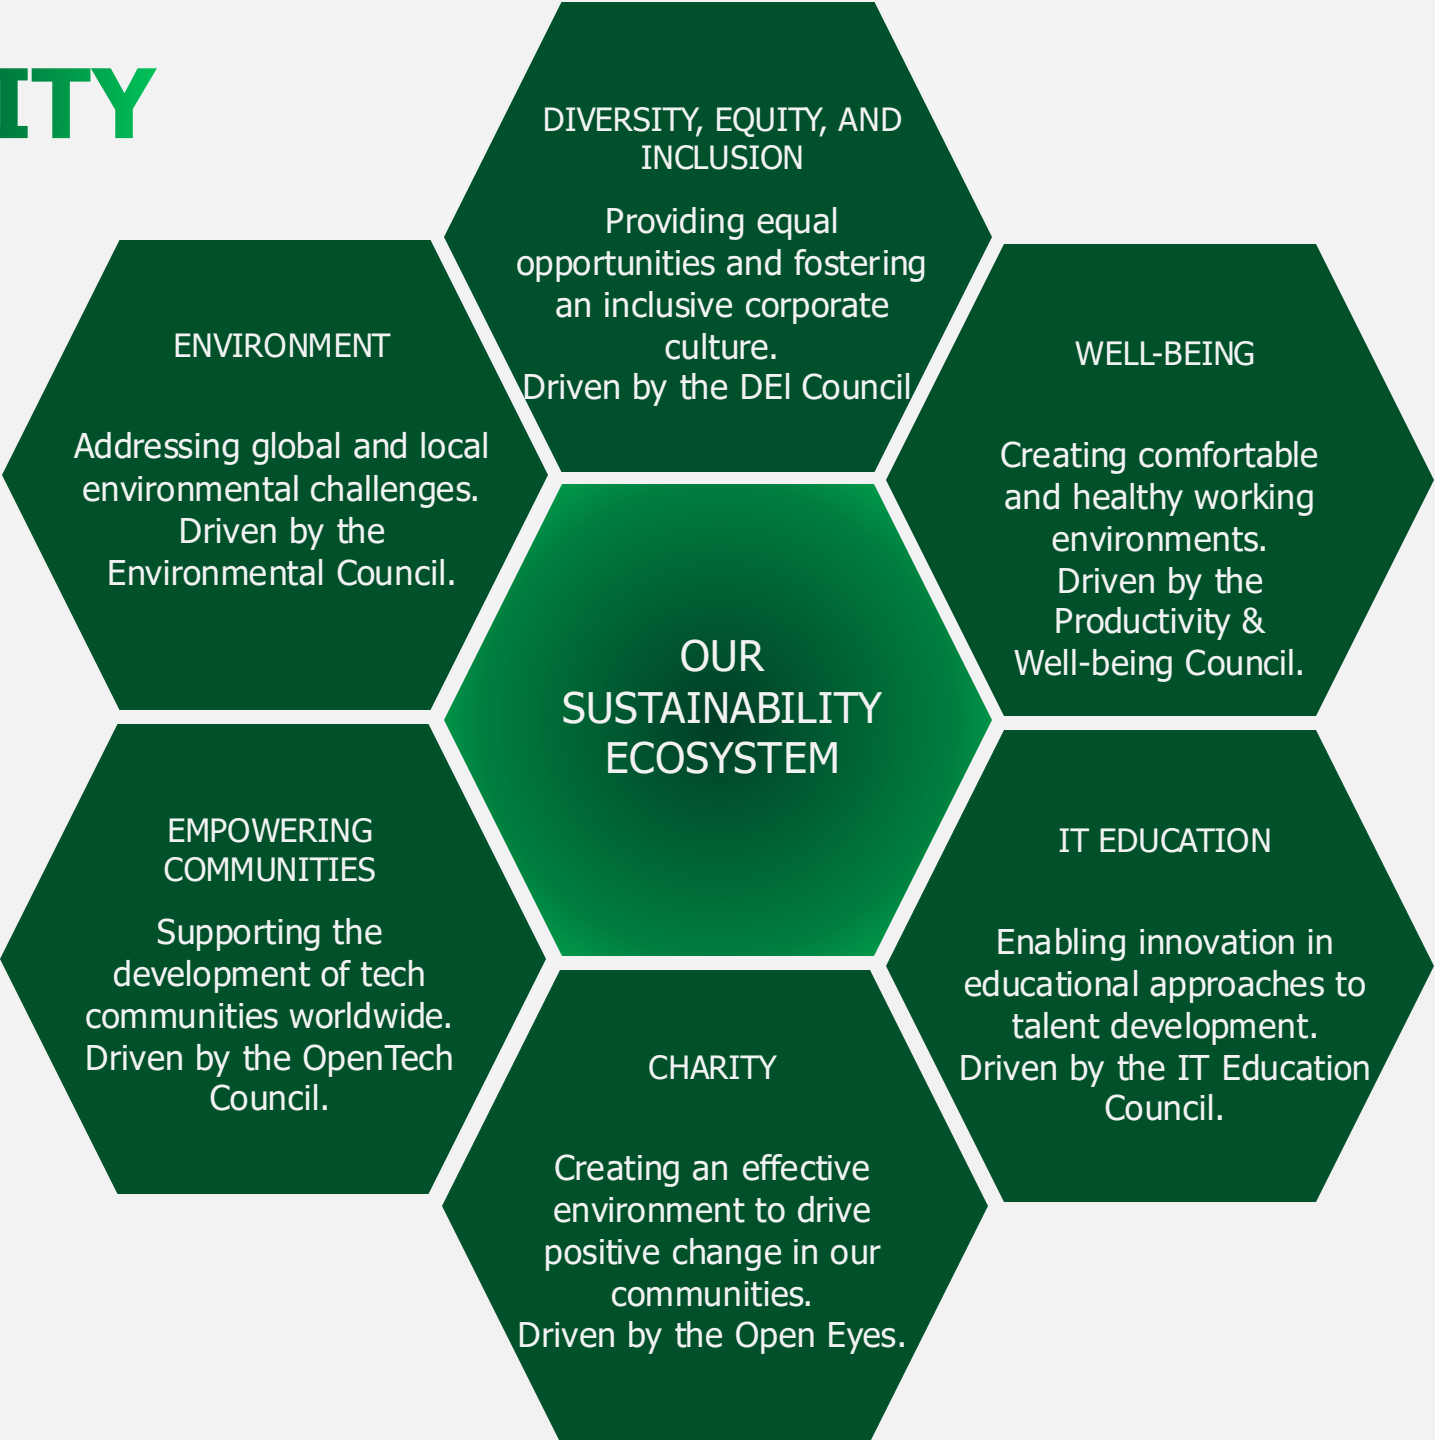 ITY
DIVERSITY, EQUITY, AND
INCLUSION
Providing equal
opportunities and fostering
an inclusive corporate
culture.
Driven by the DEl Council
ENVIRONMENT
Addressing global and local
environmental challenges.
Driven by the
Environmental Council.
WELL-BEING
Creating comfortable
and healthy working
environments.
Driven by the
Productivity &
Well-being Council.
OUR
SUSTAINABILITY
ECOSYSTEM
EMPOWERING
COMMUNITIES
Supporting the
development of tech
communities worldwide.
Driven by the OpenTech
Council.
IT EDUCATION
Enabling innovation in
educational approaches to
talent development.
Driven by the IT Education
Council.
CHARITY
Creating an effective
environment to drive
positive change in our
communities.
Driven by the Open Eyes.